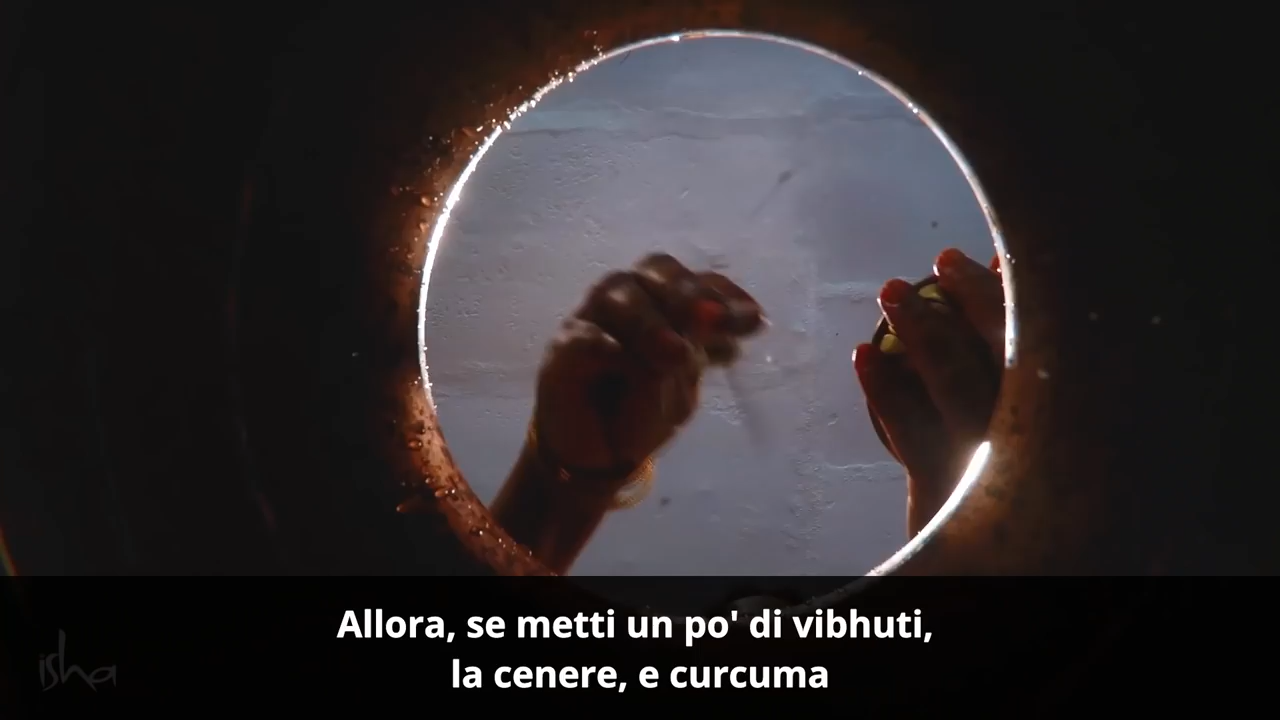 Allora, se metti un po' di vibhuti,
la cenere, e curcuma
isha